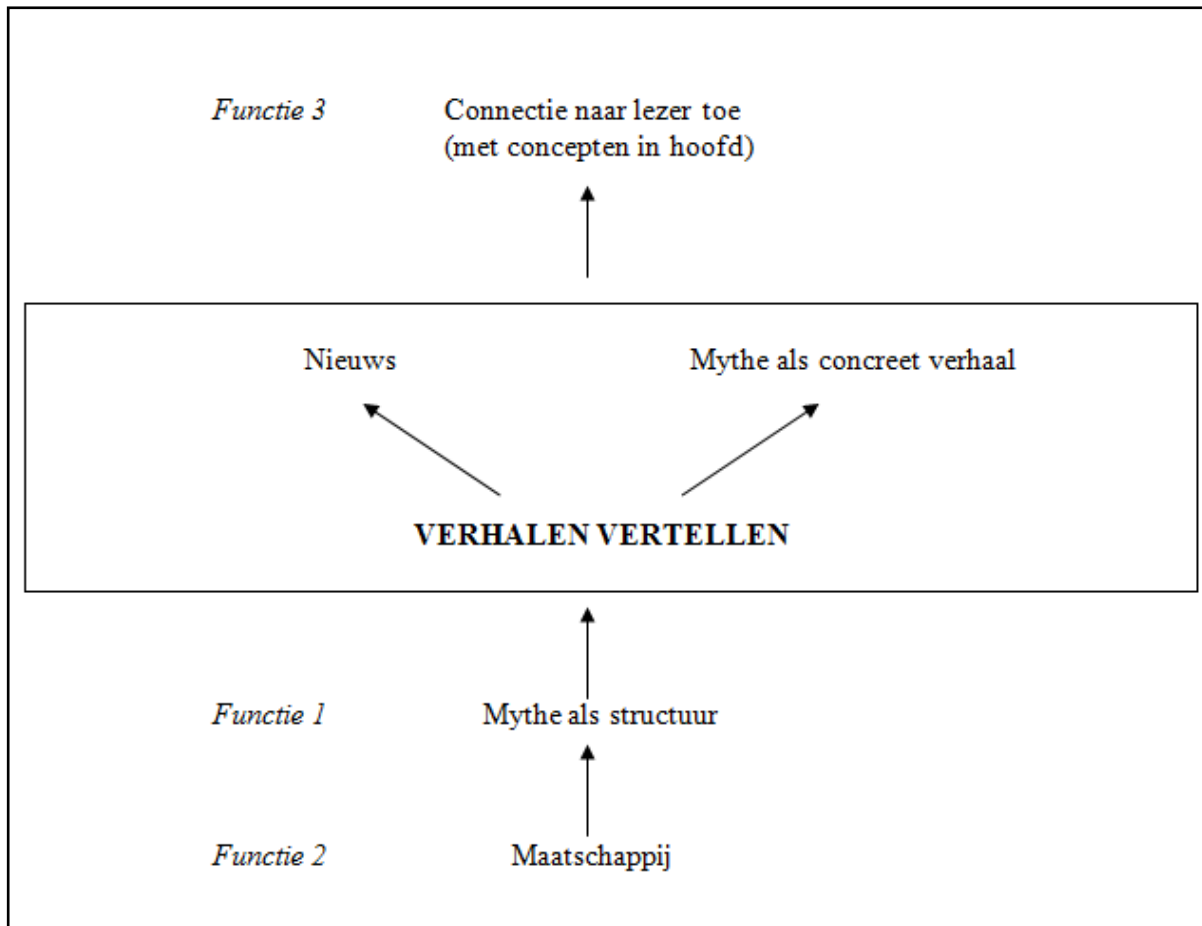 Functie 3 Connectie naar lezer toe
(met concepten in hoofd)
Nieuws Mythe als concreet verhaal
VERHALEN VERTELLEN
Functie 1 Mythe als structuur
Functie 2 Maatschappij